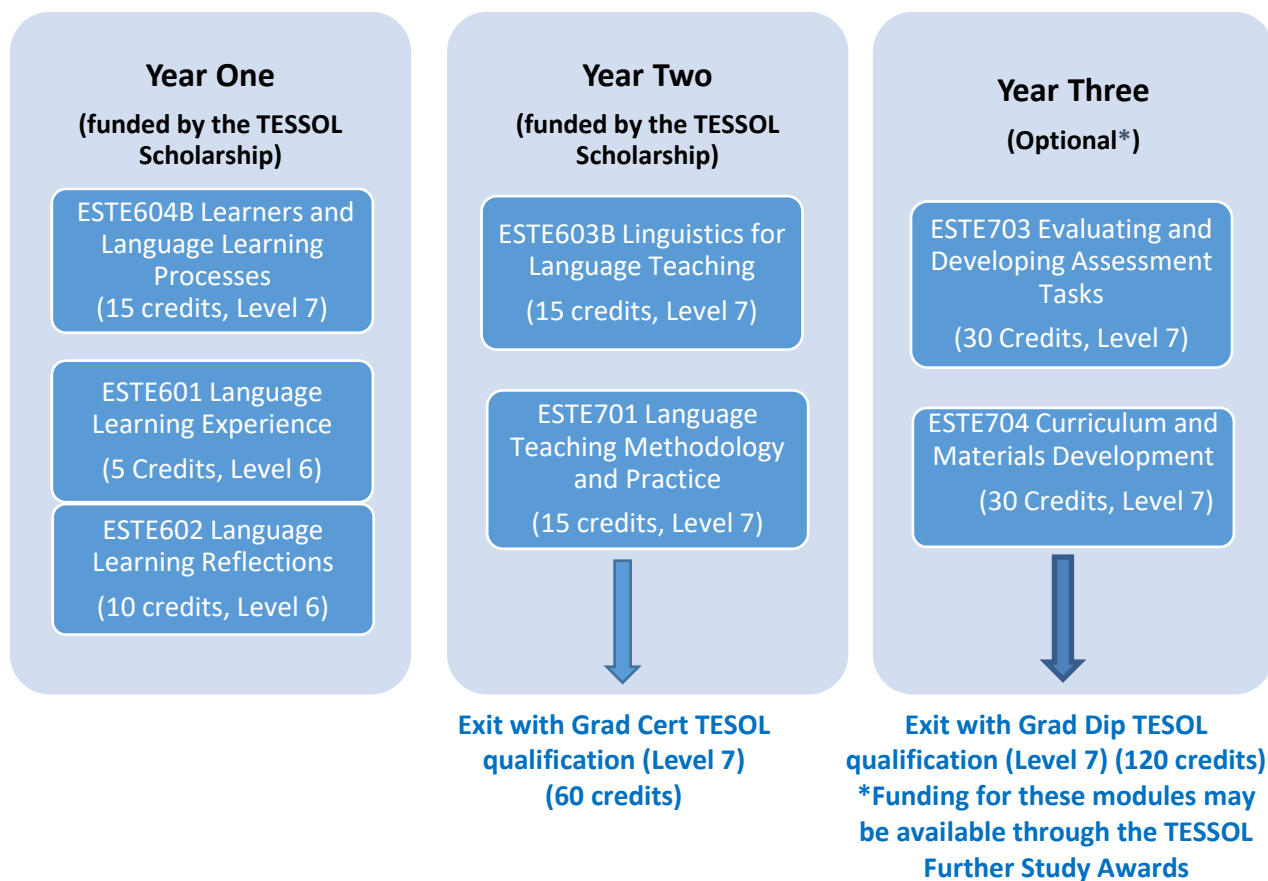 Year One
(funded by the TESSOL
Scholarship)
ESTE604B Learners and
Language Learning
Processes
(15 credits, Level 7)
ESTE601 Language
Learning Experience
(5 Credits, Level 6)
ESTE602 Language
Learning Reflections
(10 credits, Level 6)
Year Two
(funded by the TESSOL
Scholarship)
ESTE603B Linguistics for
Language Teaching
(15 credits, Level 7)
ESTE701 Language
Teaching Methodology
and Practice
(15 credits, Level 7)
Exit with Grad Cert TESOL
qualification (Level 7)
(60 credits)
Year Three
(Optional*)
ESTE703 Evaluating and
Developing Assessment
Tasks
(30 Credits, Level 7)
ESTE704 Curriculum and
Materials Development
(30 Credits, Level 7)
Exit with Grad Dip TESOL
qualification (Level 7) (120 credits)
*Funding for these modules may
be available through the TESSOL
Further Study Awards